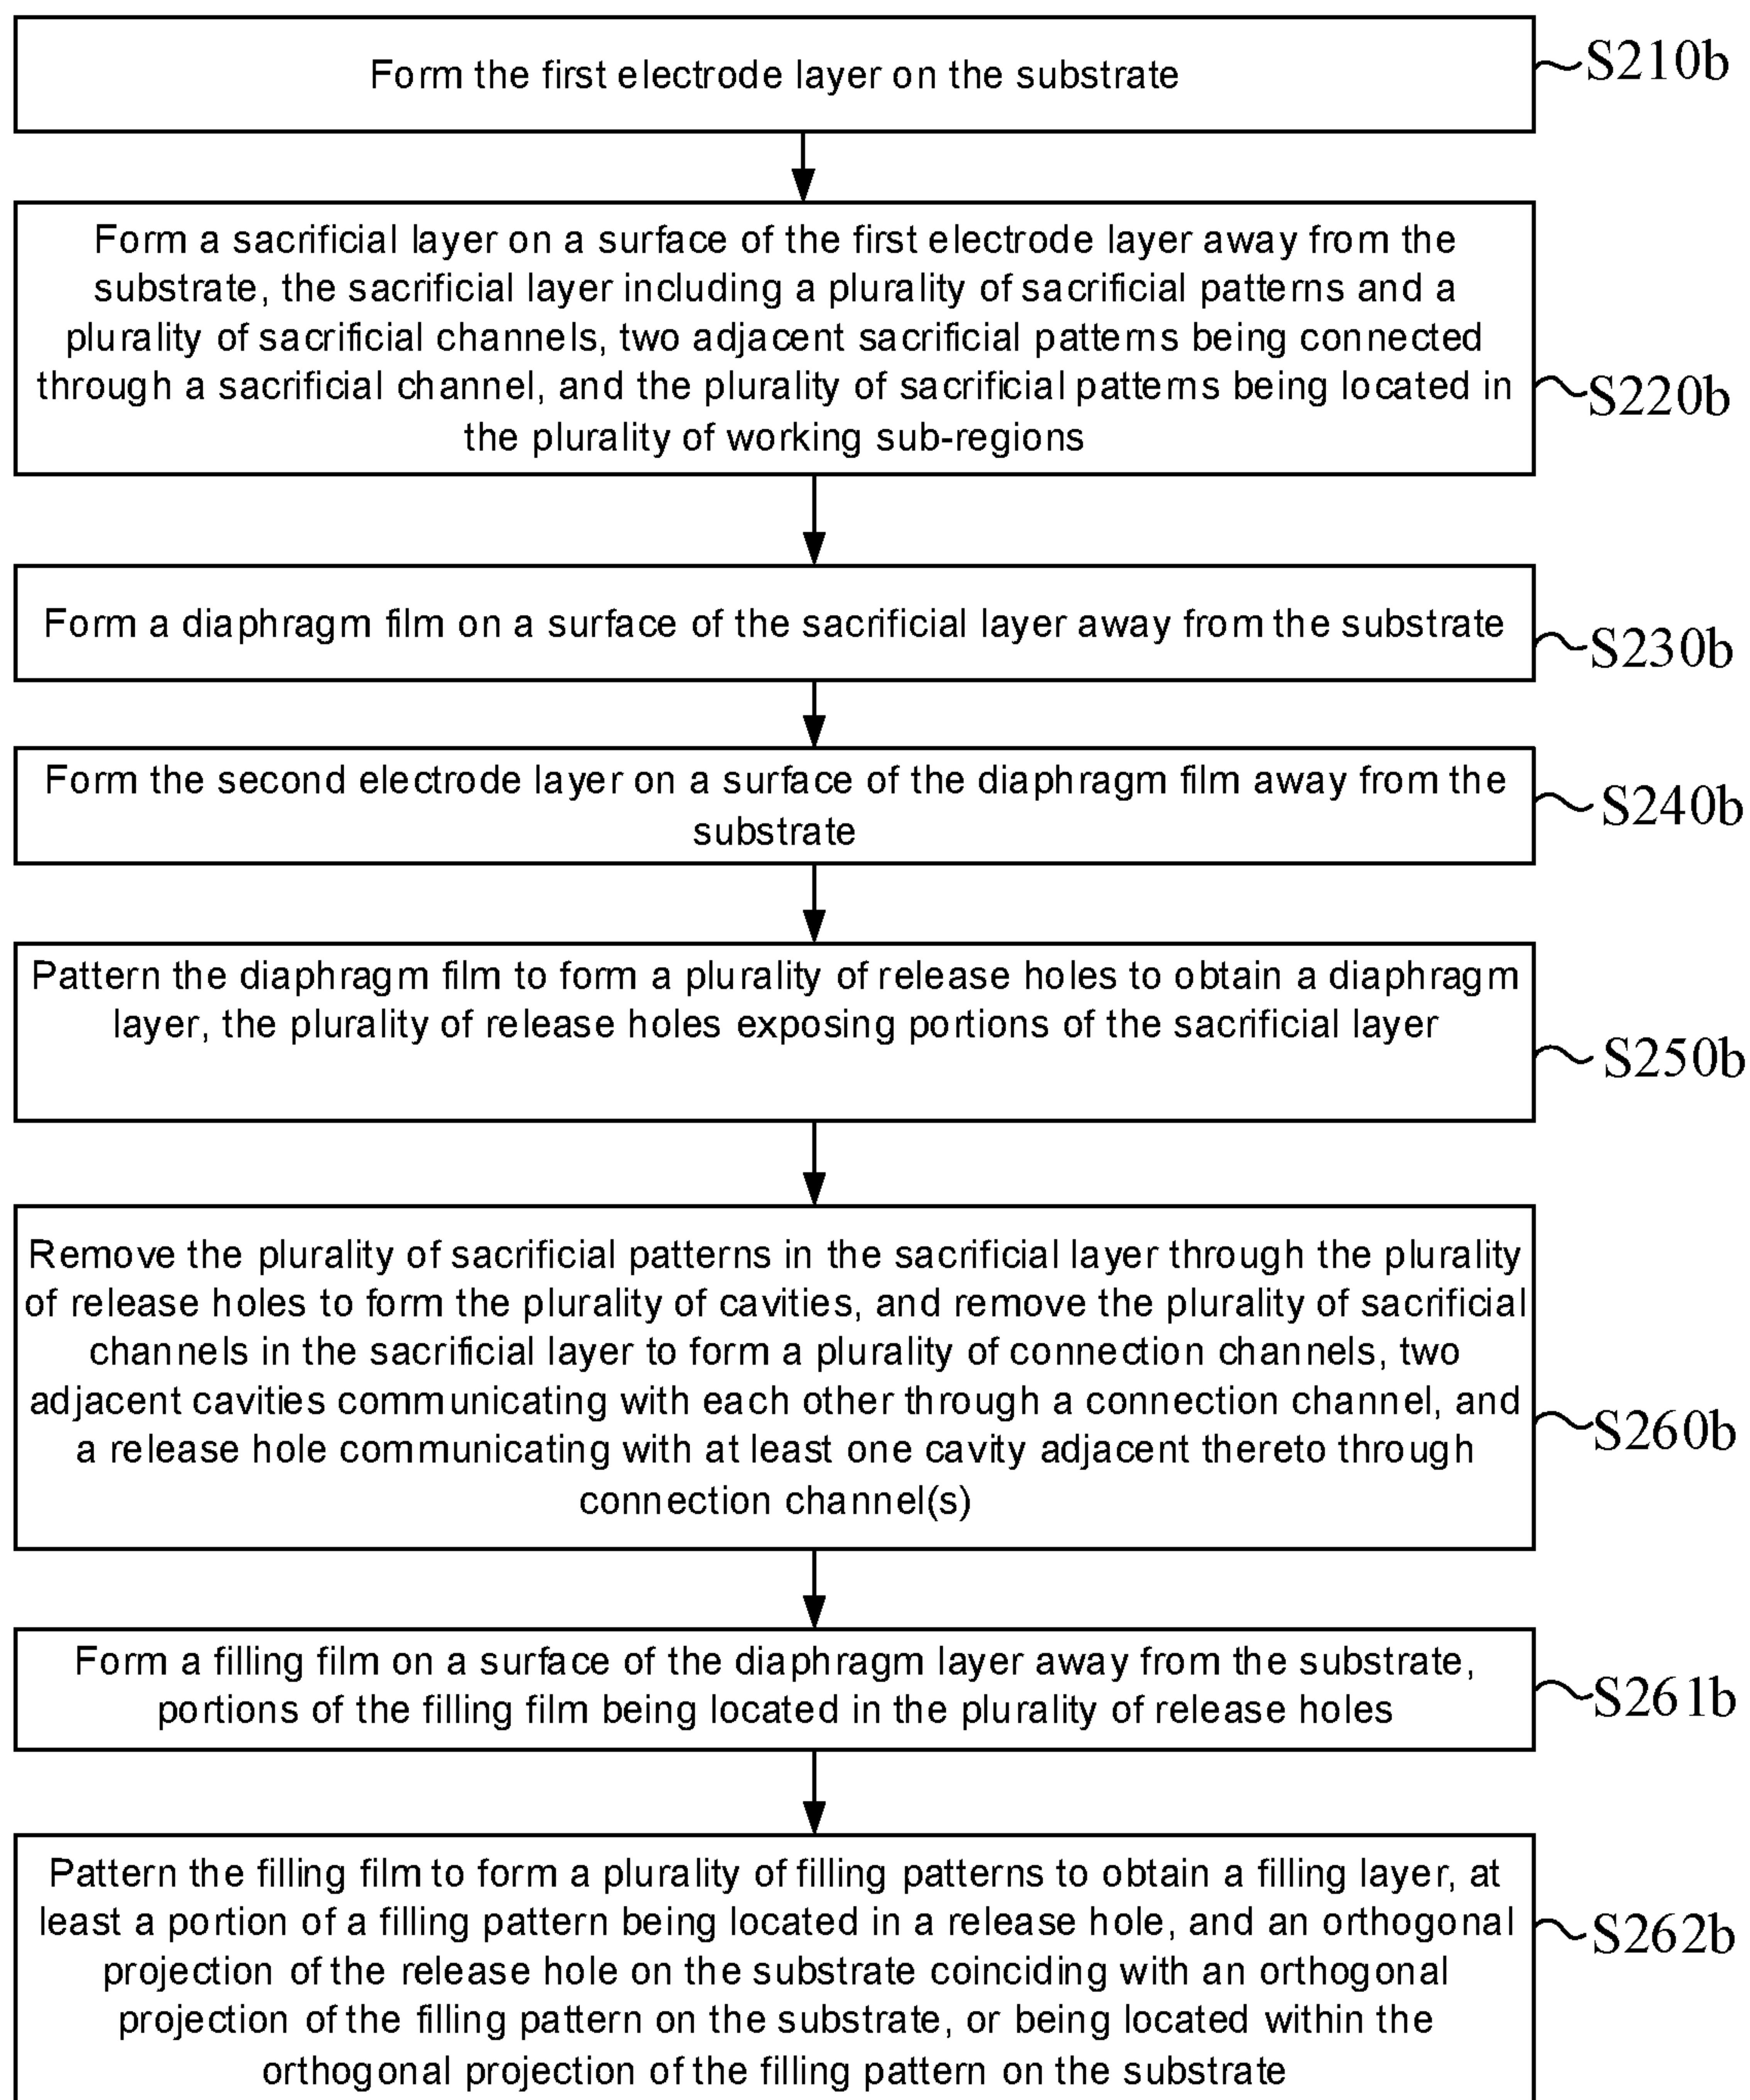 Form the first electrode layer on the substrate
S210b
Form a sacrificial layer on a surface of the first electrode layer away from the
substrate, the sacrificial layer including a plurality of sacrificial patterns and a
plurality of sacrificial channels, two adjacent sacrificial patterns being connected
through a sacrificial channel, and the plurality of sacrificial patterns being located in
the plurality of working sub-regions
S220b
Form a diaphragm film on a surface of the sacrificial layer away from the substrate
S230b
Form the second electrode layer on a surface of the diaphragm film away from the
substrate
S240b
Pattern the diaphragm film to form a plurality of release holes to obtain a diaphragm
layer, the plurality of release holes exposing portions of the sacrificial layer
S250b
Remove the plurality of sacrificial patterns in the sacrificial layer through the plurality
of release holes to form the plurality of cavities, and remove the plurality of sacrificial
channels in the sacrificial layer to form a plurality of connection channels, two
adjacent cavities communicating with each other through a connection channel, and
a release hole communicating with at least one cavity adjacent thereto through
connection channel(s)
S260b
Form a filling film on a surface of the diaphragm layer away from the substrate,
portions of the filling film being located in the plurality of release holes
S261b
Pattern the filling film to form a plurality of filling patterns to obtain a filling layer, at
least a portion of a filling pattern being located in a release hole, and an orthogonal
projection of the release hole on the substrate coinciding with an orthogonal
projection of the filling pattern on the substrate, or being located within the
orthogonal projection of the filling pattern on the substrate
S262b